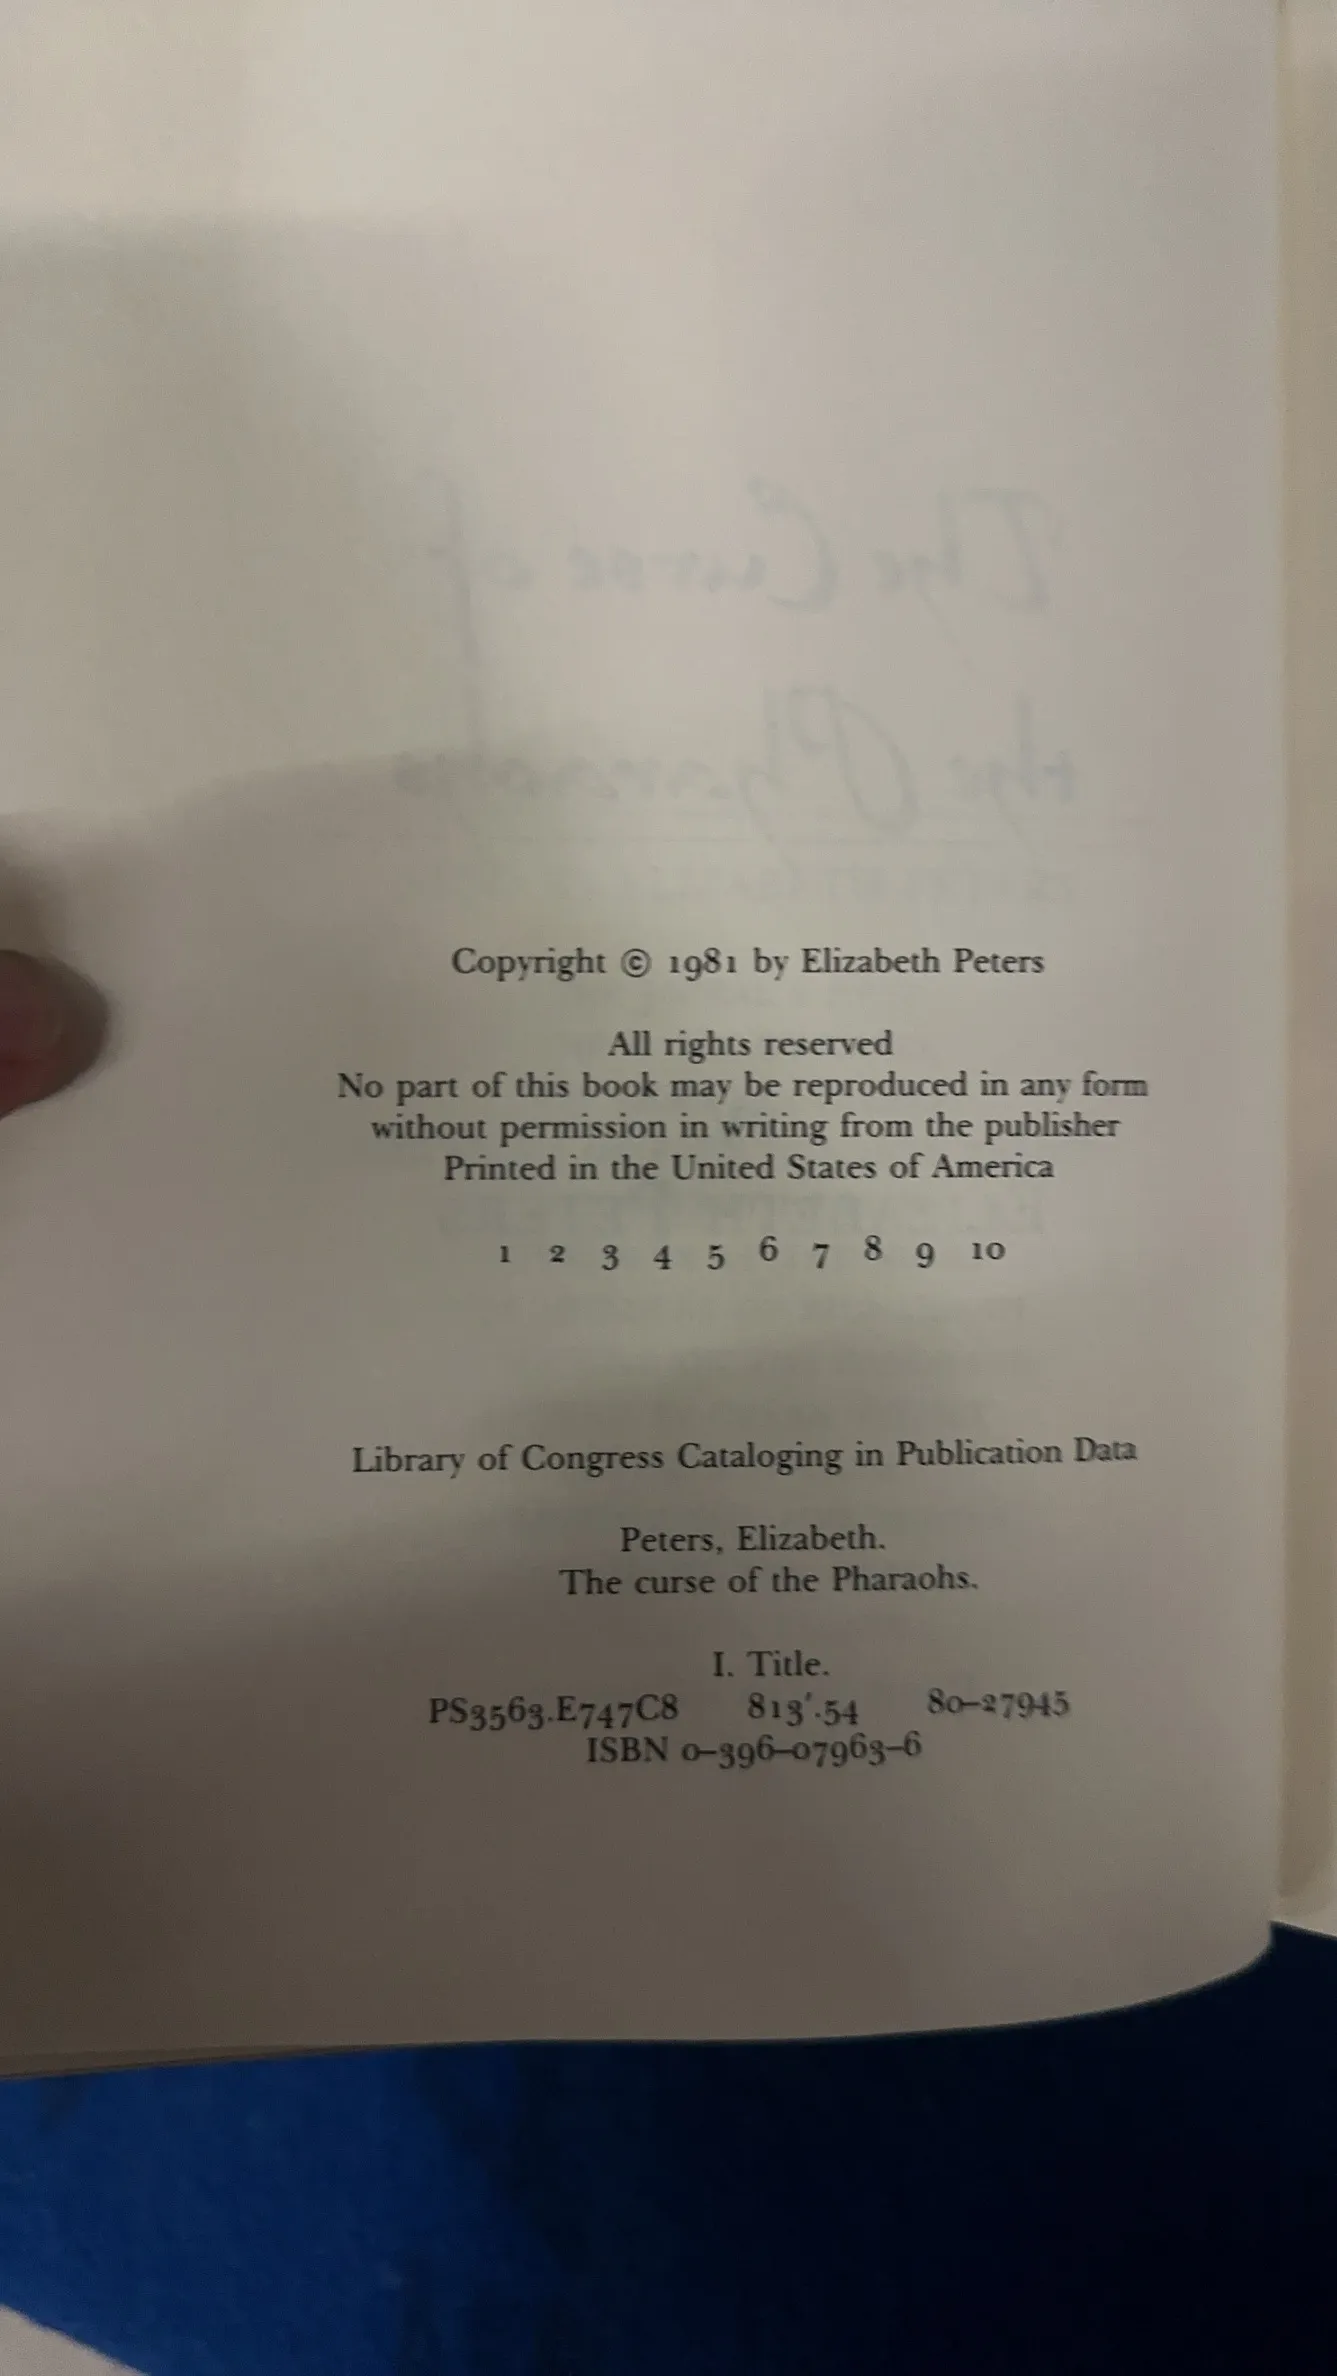 Copyright © 1981 by Elizabeth Peters
All rights reserved
No part of this book may be reproduced in any form
without permission in writing from the publisher
Printed in the United States of America
1 2 3 4 5 6 7 8 9 10
Library of Congress Cataloging in Publication Data
Peters, Elizabeth.
The curse of the Pharaohs.
I. Title.
PS3563.E747C8 813'.54 80–27945
ISBN 0–396–07963–6